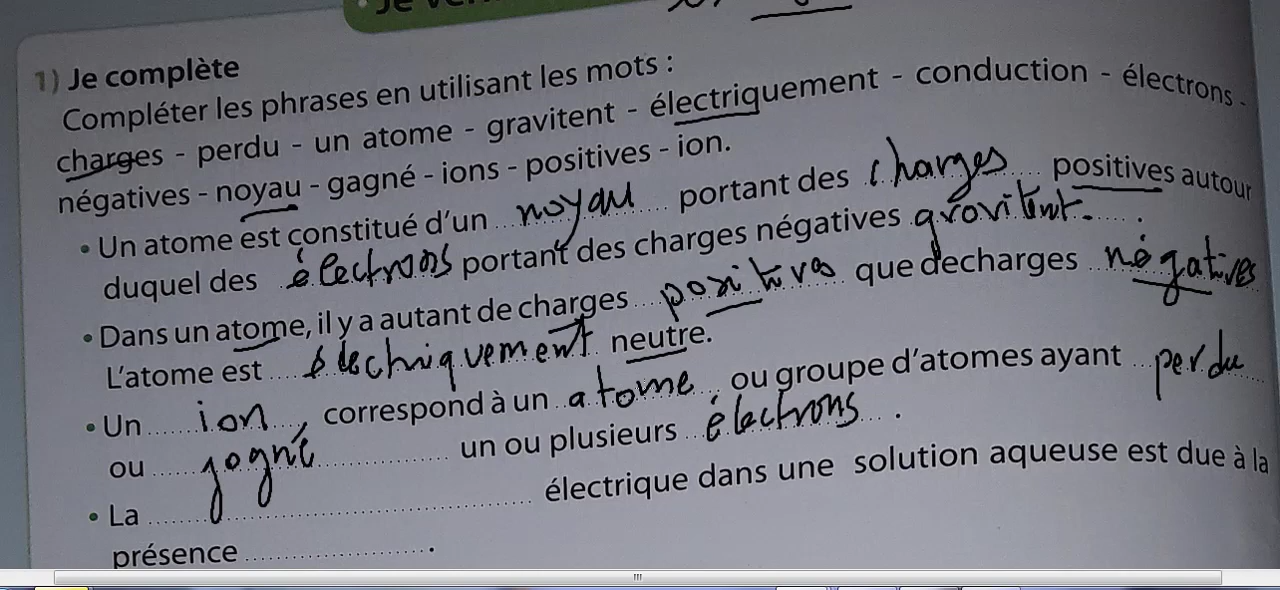 Je ver
1) Je complète
Compléter les phrases en utilisant les mots :
charges - perdu - un atome - gravitent - électriquement - conduction - électrons -
négatives - noyau - gagné - ions - positives - ion.
• Un atome est constitué d'un noyau portant des charges positives autour
duquel des électrons portant des charges négatives gravitent. .
• Dans un atome, il y a autant de charges positives que decharges négatives
L'atome est électriquement neutre.
• Un ion, correspond à un atome ou groupe d'atomes ayant perdu
ou gagné un ou plusieurs électrons .
• La électrique dans une solution aqueuse est due à la
présence .